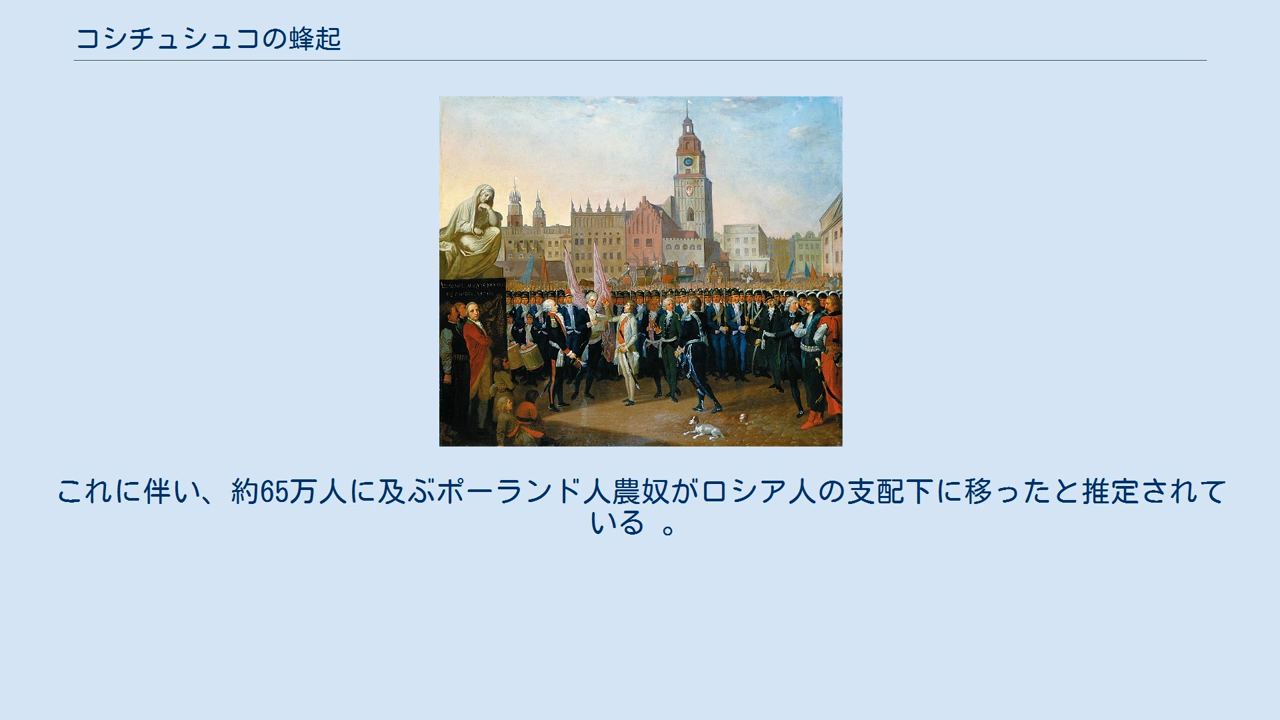 コシチュシュコの蜂起
これに伴い、約65万人に及ぶポーランド人農奴がロシア人の支配下に移ったと推定されて
いる 。